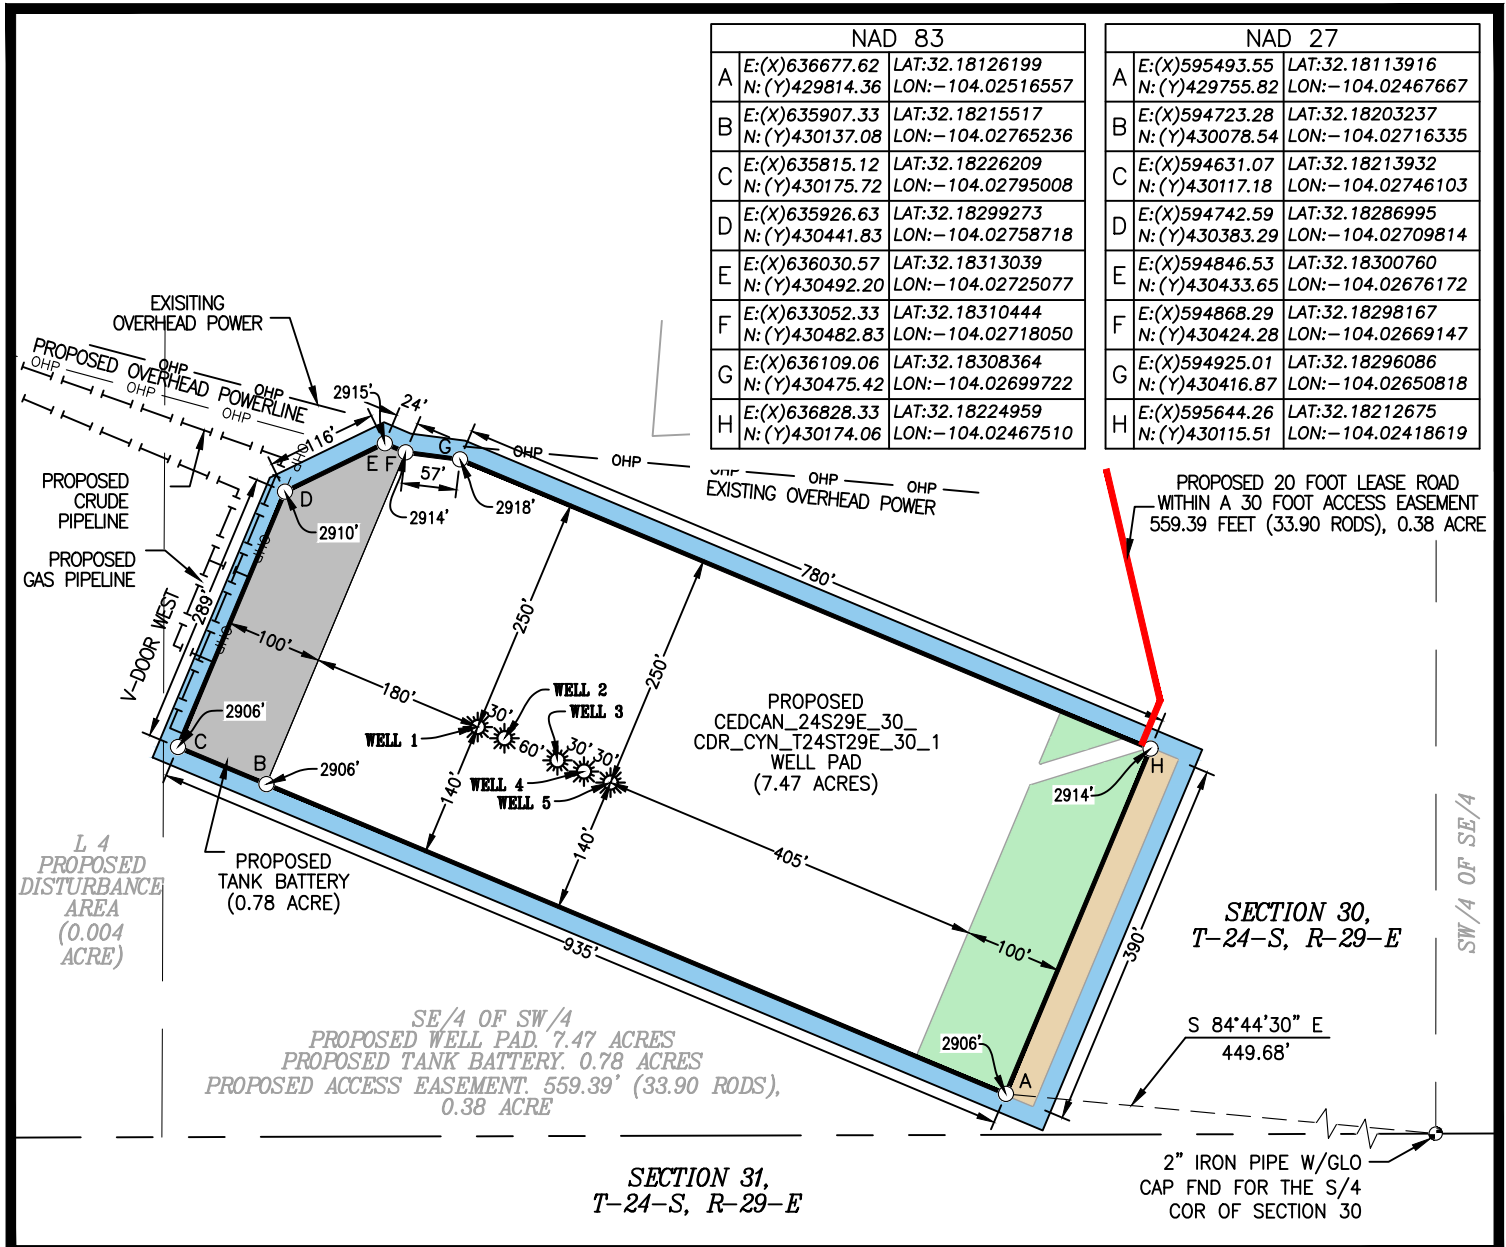 NAD 83
A E:(X)636677.62 LAT:32.18126199
N:(Y)429814.36 LON:-104.02516557
B E:(X)635907.33 LAT:32.18215517
N:(Y)430137.08 LON:-104.02765236
C E:(X)635815.12 LAT:32.18226209
N:(Y)430175.72 LON:-104.02795008
D E:(X)635926.63 LAT:32.18299273
N:(Y)430441.83 LON:-104.02758718
E E:(X)636030.57 LAT:32.18313039
N:(Y)430492.20 LON:-104.02725077
F E:(X)633052.33 LAT:32.18310444
N:(Y)430482.83 LON:-104.02718050
G E:(X)636109.06 LAT:32.18308364
N:(Y)430475.42 LON:-104.02699722
H E:(X)636828.33 LAT:32.18224959
N:(Y)430174.06 LON:-104.02467510
NAD 27
A E:(X)595493.55 LAT:32.18113916
N:(Y)429755.82 LON:-104.02467667
B E:(X)594723.28 LAT:32.18203237
N:(Y)430078.54 LON:-104.02716335
C E:(X)594631.07 LAT:32.18213932
N:(Y)430117.18 LON:-104.02746103
D E:(X)594742.59 LAT:32.18286995
N:(Y)430383.29 LON:-104.02709814
E E:(X)594846.53 LAT:32.18300760
N:(Y)430433.65 LON:-104.02676172
F E:(X)594868.29 LAT:32.18298167
N:(Y)430424.28 LON:-104.02669147
G E:(X)594925.01 LAT:32.18296086
N:(Y)430416.87 LON:-104.02650818
H E:(X)595644.26 LAT:32.18212675
N:(Y)430115.51 LON:-104.02418619
EXISITING
OVERHEAD POWER
PROPOSED OVERHEAD POWERLINE
OHP
OHP
OHP
OHP
OHP
2915'
24'
116'
OHP
OHP
G
E
F
57'
OHP
OHP
OHP
OHP
OHP
EXISTING OVERHEAD POWER
PROPOSED
CRUDE
PIPELINE
D
2910'
2914'
2918'
PROPOSED 20 FOOT LEASE ROAD
WITHIN A 30 FOOT ACCESS EASEMENT
559.39 FEET (33.90 RODS), 0.38 ACRE
PROPOSED
GAS PIPELINE
OHP
OHP
V-DOOR WEST
289'
780'
100'
250'
250'
180'
WELL 1
30'
WELL 2
WELL 3
60'
30'
30'
WELL 4
WELL 5
140'
140'
PROPOSED
CEDCAN_24S29E_30_
CDR_CYN_T24ST29E_30_1
WELL PAD
(7.47 ACRES)
2906'
C
B
2906'
H
2914'
L 4
PROPOSED
DISTURBANCE
AREA
(0.004
ACRE)
PROPOSED
TANK BATTERY
(0.78 ACRE)
405'
100'
935'
390'
SECTION 30,
T-24-S, R-29-E
SW/4 OF SE/4
SE/4 OF SW/4
PROPOSED WELL PAD. 7.47 ACRES
PROPOSED TANK BATTERY. 0.78 ACRES
PROPOSED ACCESS EASEMENT. 559.39' (33.90 RODS),
0.38 ACRE
2906'
A
S 84°44'30" E
449.68'
SECTION 31,
T-24-S, R-29-E
2" IRON PIPE W/GLO
CAP FND FOR THE S/4
COR OF SECTION 30